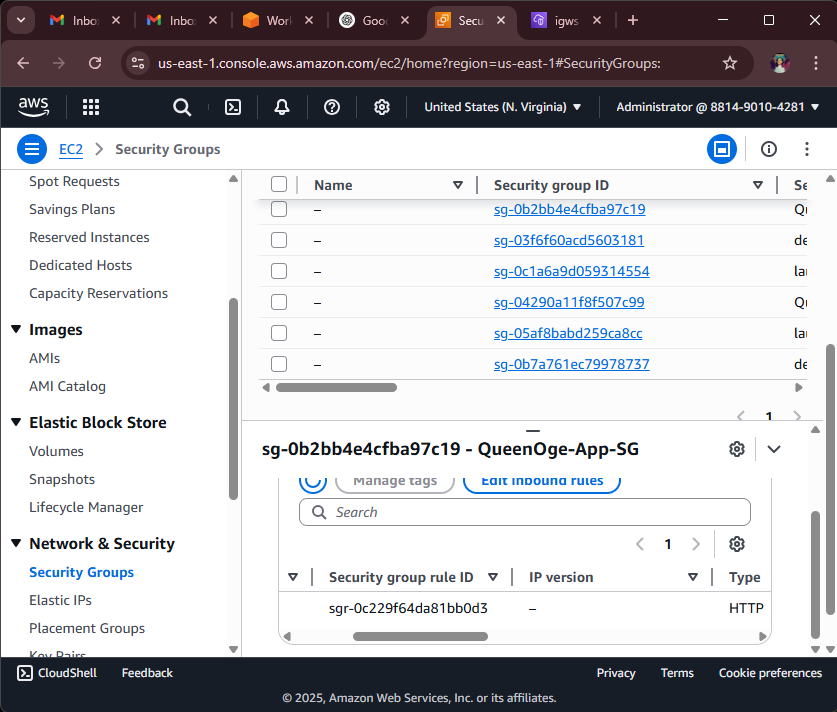 Inbo
Inbo
Worl
Goo
Secu
igws
us-east-1.console.aws.amazon.com/ec2/home?region=us-east-1#SecurityGroups:
aws
United States (N. Virginia)
Administrator @ 8814-9010-4281
EC2
Security Groups
Spot Requests
Savings Plans
Reserved Instances
Dedicated Hosts
Capacity Reservations
Images
AMIs
AMI Catalog
Elastic Block Store
Volumes
Snapshots
Lifecycle Manager
Network & Security
Security Groups
Elastic IPs
Placement Groups
Key Pairs
Name Security group ID Se
– sg-0b2bb4e4cfba97c19 Qu
– sg-03f6f60acd5603181 de
– sg-0c1a6a9d059314554 lau
– sg-04290a11f8f507c99 Qu
– sg-05af8babd259ca8cc lau
– sg-0b7a761ec79978737 de
1
sg-0b2bb4e4cfba97c19 - QueenOge-App-SG
Manage tags
Edit inbound rules
Search
1
Security group rule ID IP version Type
sgr-0c229f64da81bb0d3 – HTTP
CloudShell
Feedback
Privacy
Terms
Cookie preferences
© 2025, Amazon Web Services, Inc. or its affiliates.